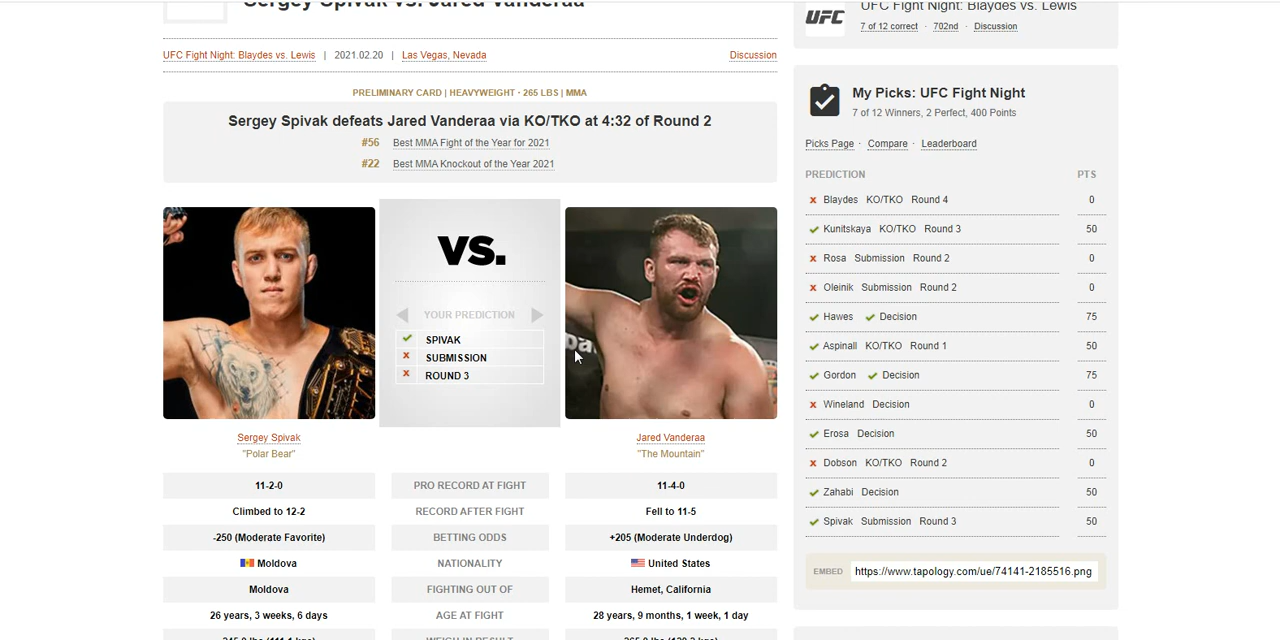 Sergey Spivak vs. Jared Vanderaa
UFC Fight Night: Blaydes vs. Lewis | 2021.02.20 | Las Vegas, Nevada
Discussion
PRELIMINARY CARD | HEAVYWEIGHT · 265 LBS | MMA
Sergey Spivak defeats Jared Vanderaa via KO/TKO at 4:32 of Round 2
#56 Best MMA Fight of the Year for 2021
#22 Best MMA Knockout of the Year 2021
VS.
YOUR PREDICTION
SPIVAK
SUBMISSION
ROUND 3
Sergey Spivak
"Polar Bear"
Jared Vanderaa
"The Mountain"
11-2-0 PRO RECORD AT FIGHT 11-4-0
Climbed to 12-2 RECORD AFTER FIGHT Fell to 11-5
-250 (Moderate Favorite) BETTING ODDS +205 (Moderate Underdog)
Moldova NATIONALITY United States
Moldova FIGHTING OUT OF Hemet, California
26 years, 3 weeks, 6 days AGE AT FIGHT 28 years, 9 months, 1 week, 1 day
UFC
UFC Fight Night: Blaydes vs. Lewis
7 of 12 correct · 702nd · Discussion
My Picks: UFC Fight Night
7 of 12 Winners, 2 Perfect, 400 Points
Picks Page · Compare · Leaderboard
PREDICTION PTS
Blaydes KO/TKO Round 4 0
Kunitskaya KO/TKO Round 3 50
Rosa Submission Round 2 0
Oleinik Submission Round 2 0
Hawes Decision 75
Aspinall KO/TKO Round 1 50
Gordon Decision 75
Wineland Decision 0
Erosa Decision 50
Dobson KO/TKO Round 2 0
Zahabi Decision 50
Spivak Submission Round 3 50
EMBED https://www.tapology.com/ue/74141-2185516.png